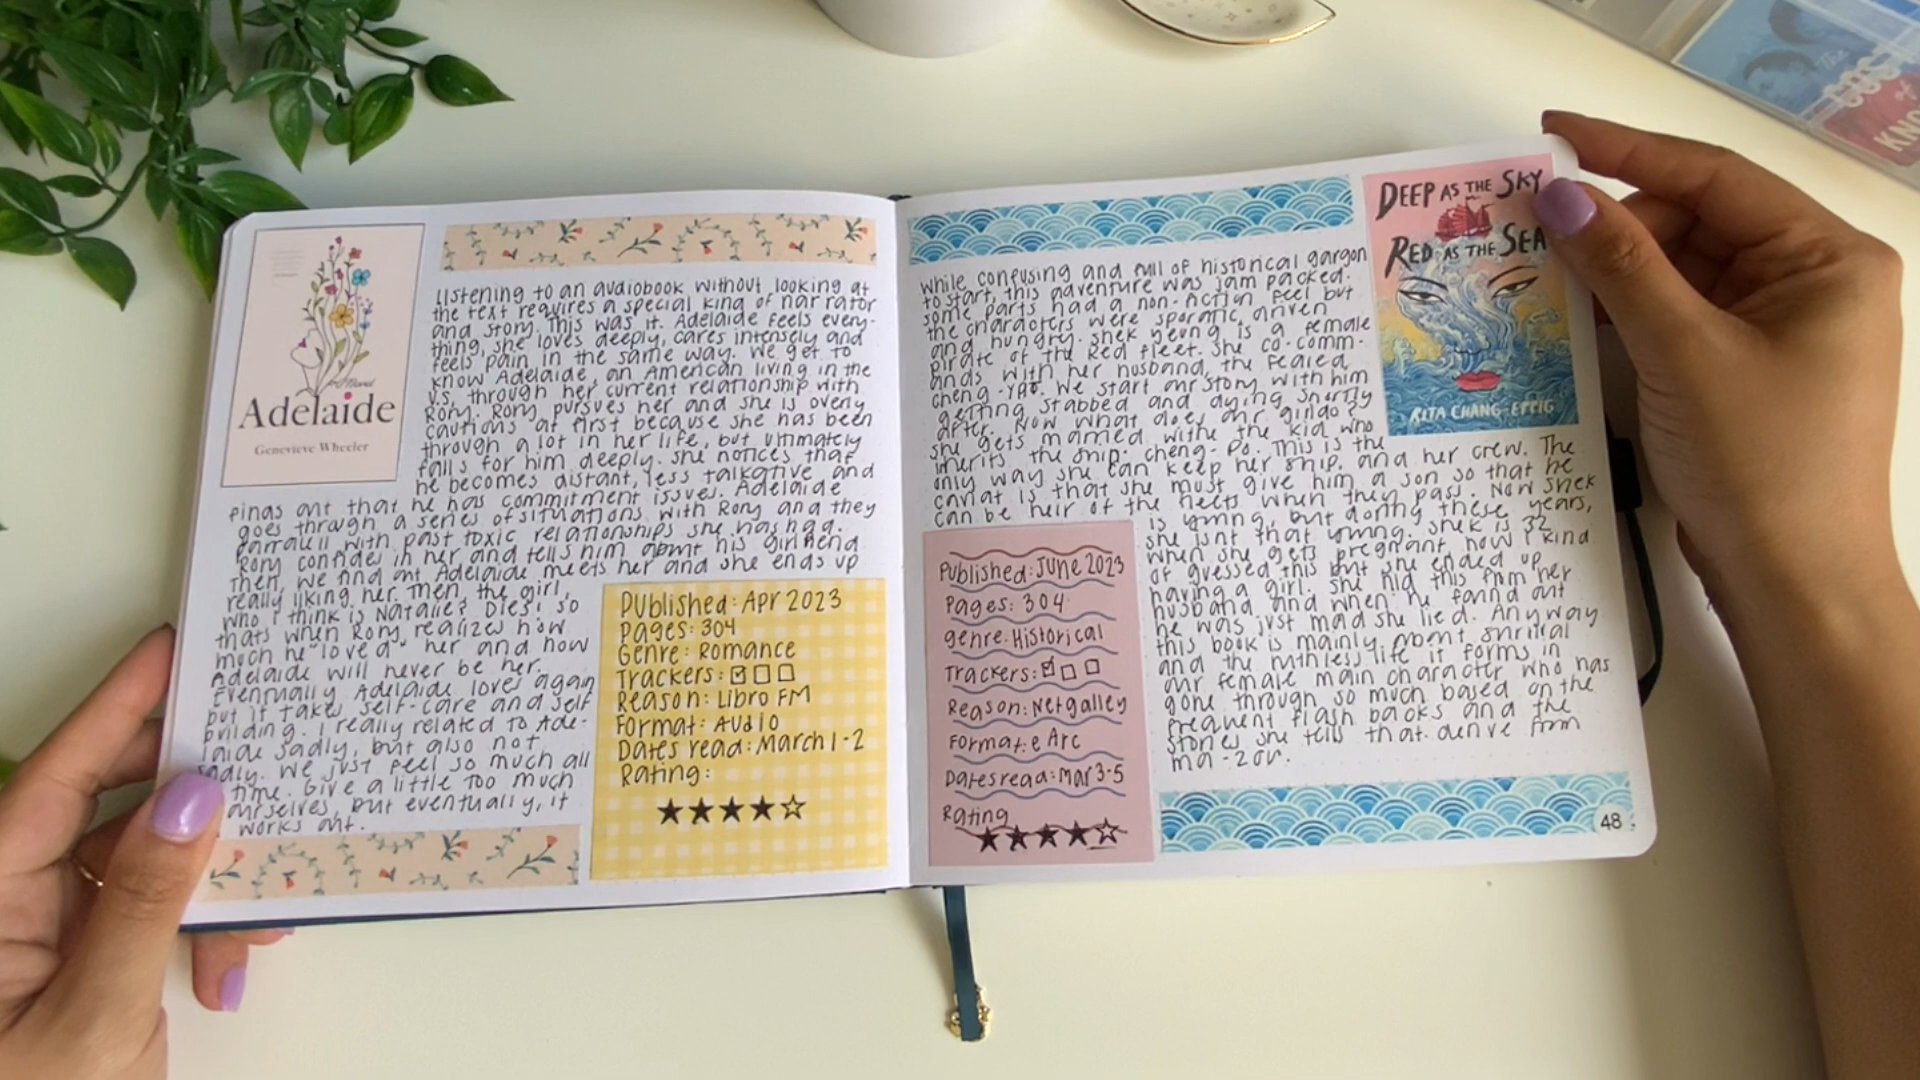 a Novel
Adelaide
Genevieve Wheeler
Listening to an audiobook without looking at
the text requires a special kind of narrator
and story. This was it. Adelaide feels every-
thing, she loves deeply, cares intensely and
feels pain in the same way. We get to
know Adelaide, an American living in the
U.S, through her current relationship with
Rory. Rory pursues her and she is overly
cautious at first because she has been
through a lot in her life, but ultimately
falls for him deeply. She notices that
he becomes distant, less talkative and
finds out that he has commitment issues. Adelaide
goes through a series of situations with Rory and they
parrallll with past toxic relationships she has had.
Rory confides in her and tells him about his girlfriend
then, we find out Adelaide meets her and she ends up
really liking her. Then, the girl,
who I think is Natalie? Dies! So
thats when Rory realizes how
much he "loved" her and how
Adelaide will never be her.
Eventually Adelaide loves again
but it takes self-care and self
building. I really related to Ade-
laide sadly, but also not
sadly. We just feel so much all
time. Give a little too much
ourselves, but eventually, it
works out.
Published: Apr 2023
Pages: 304
Genre: Romance
Trackers:
Reason: Libro FM
Format: Audio
Dates read: March 1-2
Rating:
DEEP AS THE SKY
RED AS THE SEA
RITA CHANG-EPPIG
While confusing and full of historical gargon
to start, this adventure was jam packed.
some parts had a non-Action feel but
the characters were sporatic, driven
and hungry. Shek Yeung is a female
pirate of the Red fleet. She co-comm-
ands with her husband, the feared
Cheng-Yat. We start our story with him
getting stabbed and dying shortly
after. Now what does our girl do?
she gets married withe the kid who
inherits the ship. Cheng-Po. This is the
only way she can keep her ship. and her crew. The
caviat is that she must give him a son so that he
can be heir of the fleets when they pass. Now Shek
is young, but doring these years,
she isnt that young. Shek is 32
when she gets pregnant now I kind
of guessed this but she ended up
having a girl. She hid this from her
husband and when he found out
he was just mad she lied. Anyway
this book is mainly about survival
and the ruthless life it forms in
our female main character who has
gone through so much based on the
frequent flash backs and the
stories she tells that derive from
ma-zou.
Published: June 2023
Pages: 304
genre: Historical
Trackers:
Reason: Netgalley
Format: e Arc
Dates read: Mar 3-5
Rating
48
The
COST
of
KNO